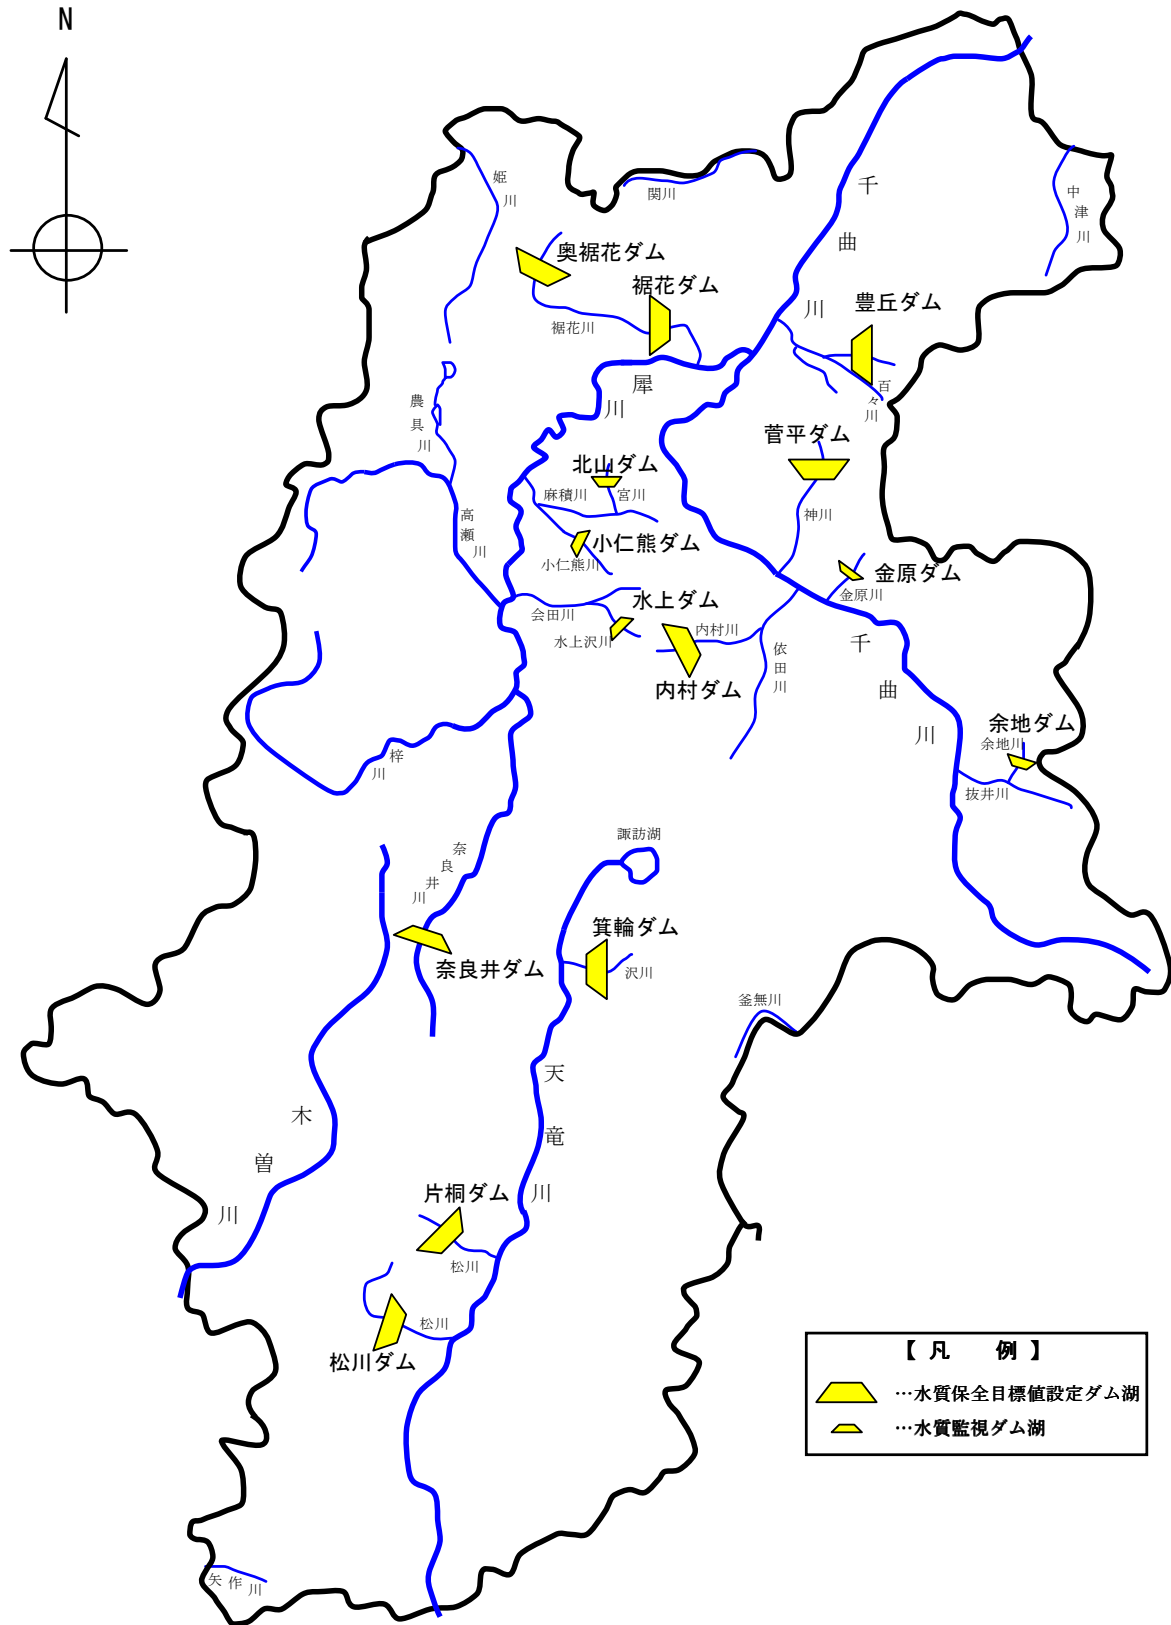 N
姫川
関川
千曲川
中津川
奥裾花ダム
裾花ダム
裾花川
豊丘ダム
百々川
犀川
農具川
菅平ダム
北山ダム
麻積川
宮川
高瀬川
神川
小仁熊ダム
小仁熊川
金原ダム
金原川
水上ダム
会田川
水上沢川
内村川
内村ダム
依田川
千曲川
余地ダム
余地川
抜井川
梓川
諏訪湖
奈良井川
箕輪ダム
沢川
奈良井ダム
釜無川
天竜川
木曽川
片桐ダム
松川
松川
松川ダム
【凡 例】
…水質保全目標値設定ダム湖
…水質監視ダム湖
矢作川